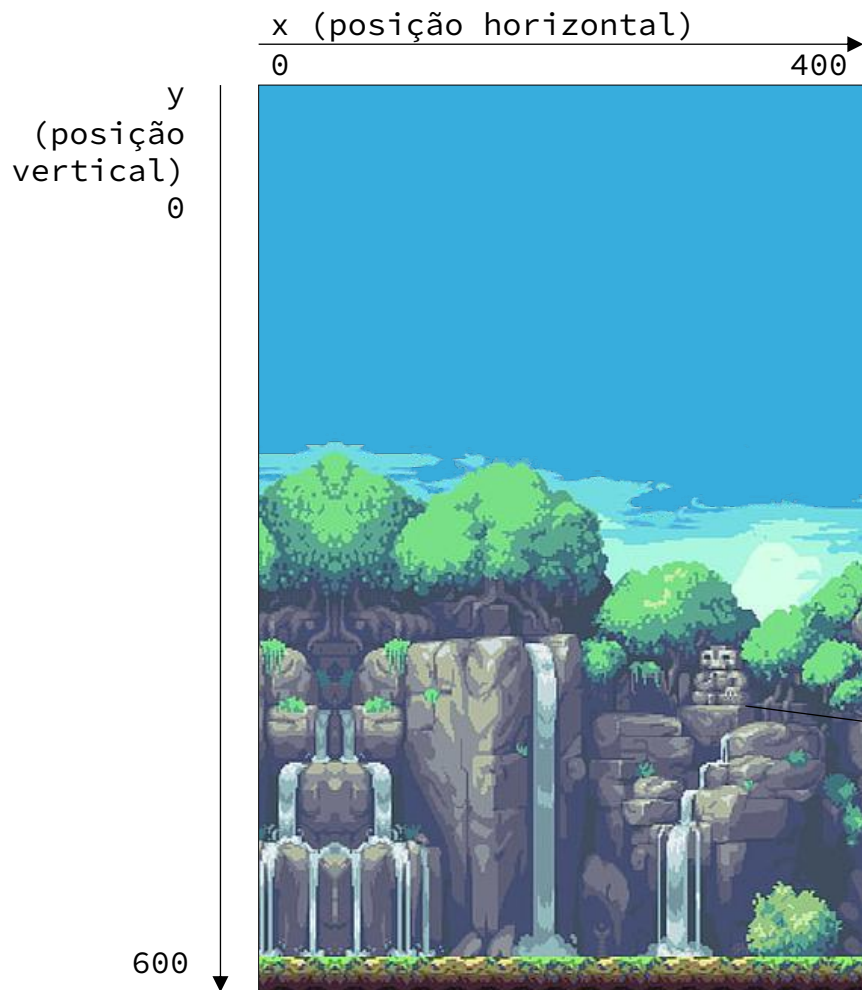 x (posição horizontal)
0 400
y
(posição
vertical)
0
600